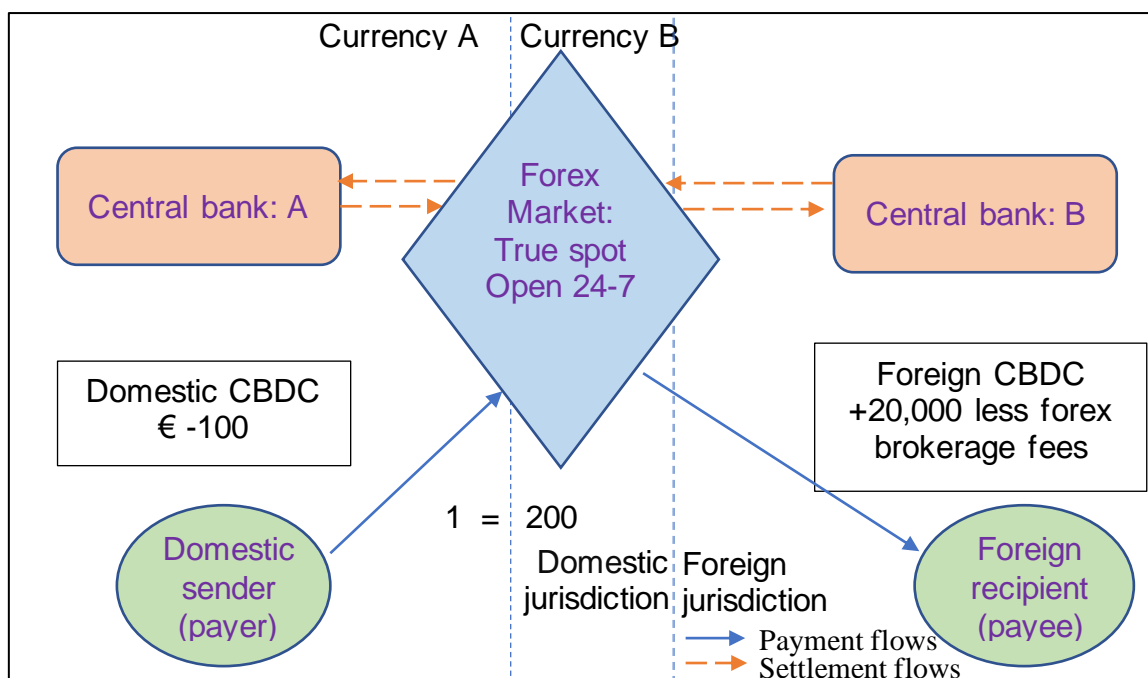 Currency A
Currency B
Forex
Market:
True spot
Open 24-7
Central bank: A
Central bank: B
Domestic CBDC
€ -100
Foreign CBDC
+20,000 less forex
brokerage fees
1 = 200
Domestic
jurisdiction
Foreign
jurisdiction
Domestic
sender
(payer)
Foreign
recipient
(payee)
Payment flows
Settlement flows